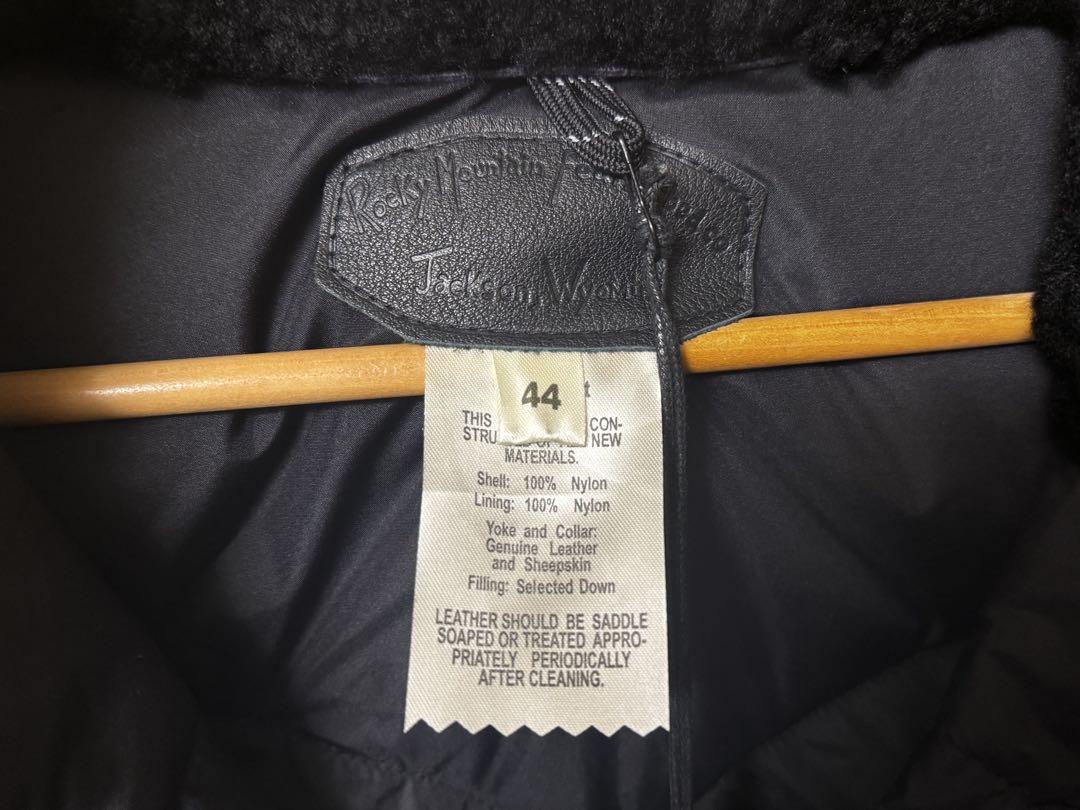 Rocky Mountain
Jackson, Wyomi
44
t
THIS CON-
STRU NEW
MATERIALS.
Shell: 100% Nylon
Lining: 100% Nylon
Yoke and Collar:
Genuine Leather
and Sheepskin
Filling: Selected Down
LEATHER SHOULD BE SADDLE
SOAPED OR TREATED APPRO-
PRIATELY PERIODICALLY
AFTER CLEANING.